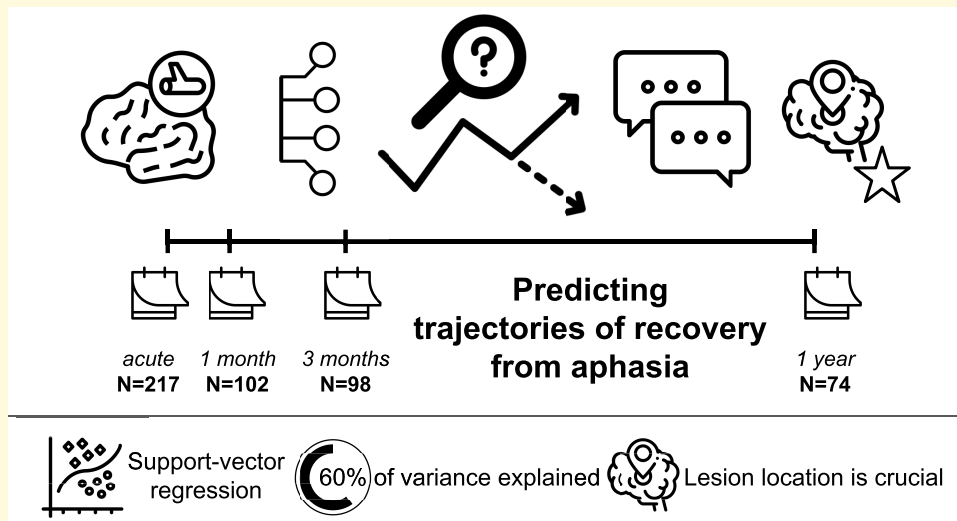 ?
Predicting
trajectories of recovery
from aphasia
acute 1 month 3 months 1 year
N=217 N=102 N=98 N=74
Support-vector
regression
60% of variance explained
Lesion location is crucial